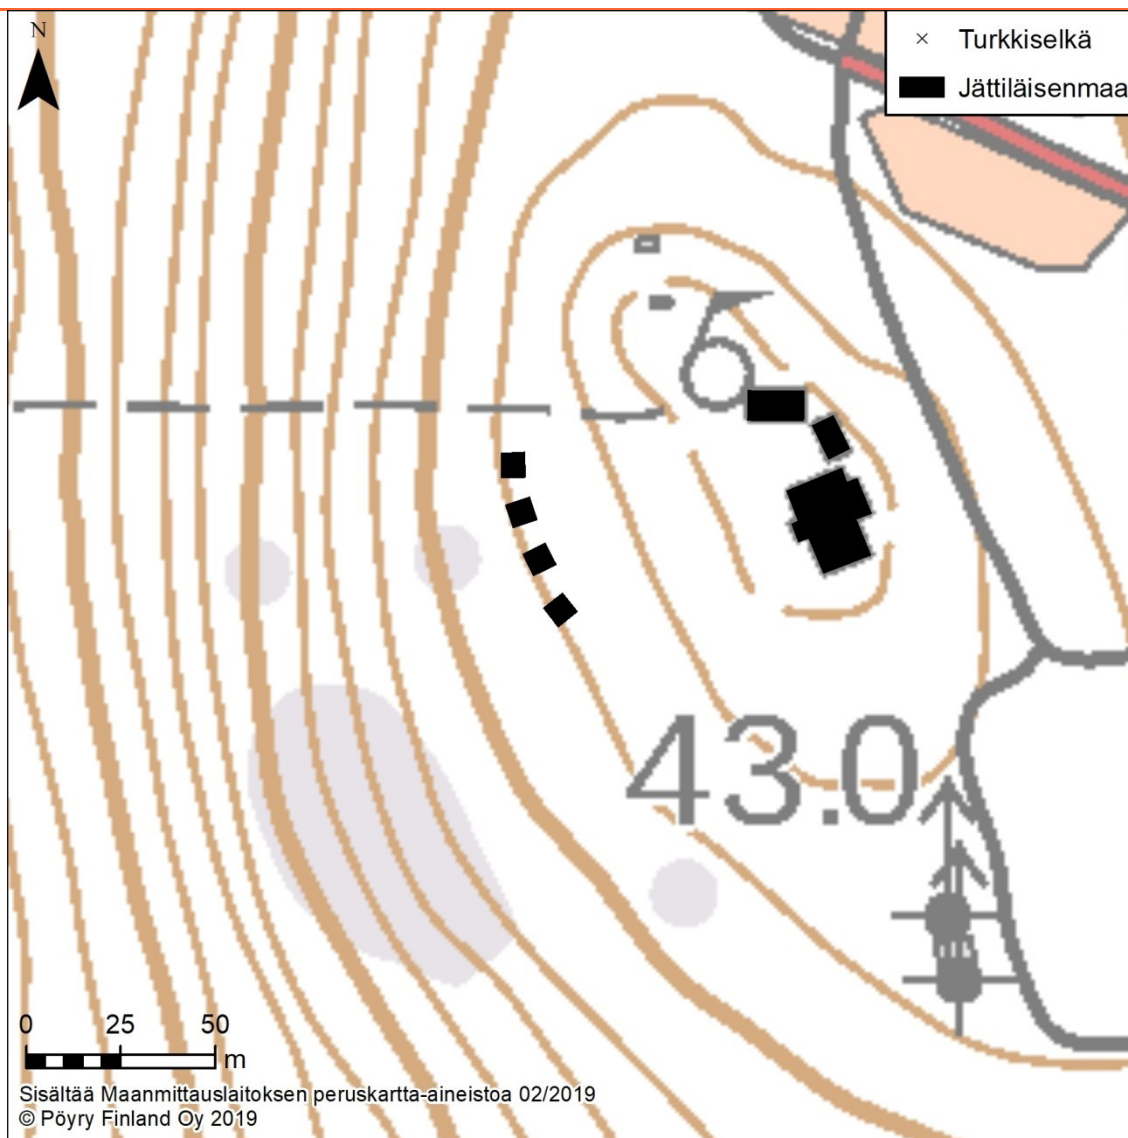 N
Turkkiselkä
Jättiläisenmaa
43.0
0 25 50
m
Sisältää Maanmittauslaitoksen peruskartta-aineistoa 02/2019
© Pöyry Finland Oy 2019